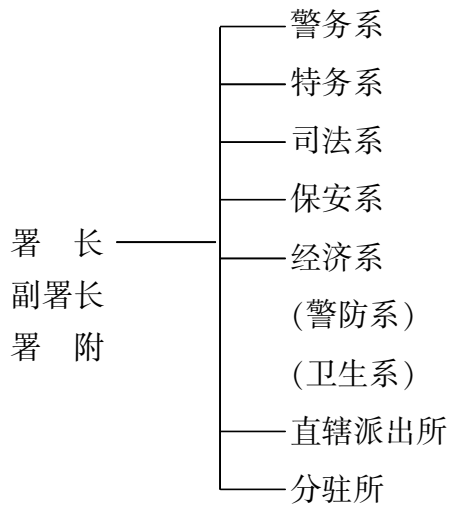 署 长
副署长
署 附
警务系
特务系
司法系
保安系
经济系
(警防系)
(卫生系)
直辖派出所
分驻所